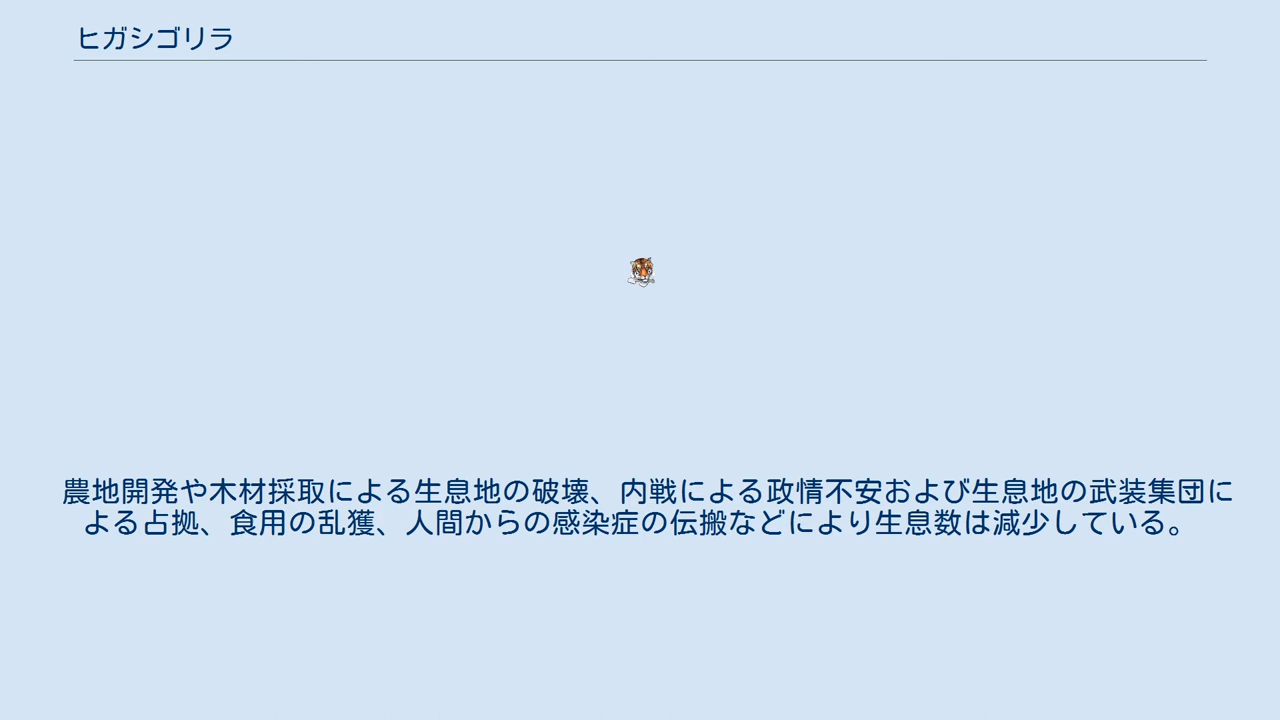 ヒガシゴリラ
農地開発や木材採取による生息地の破壊、内戦による政情不安および生息地の武装集団に
よる占拠、食用の乱獲、人間からの感染症の伝搬などにより生息数は減少している。